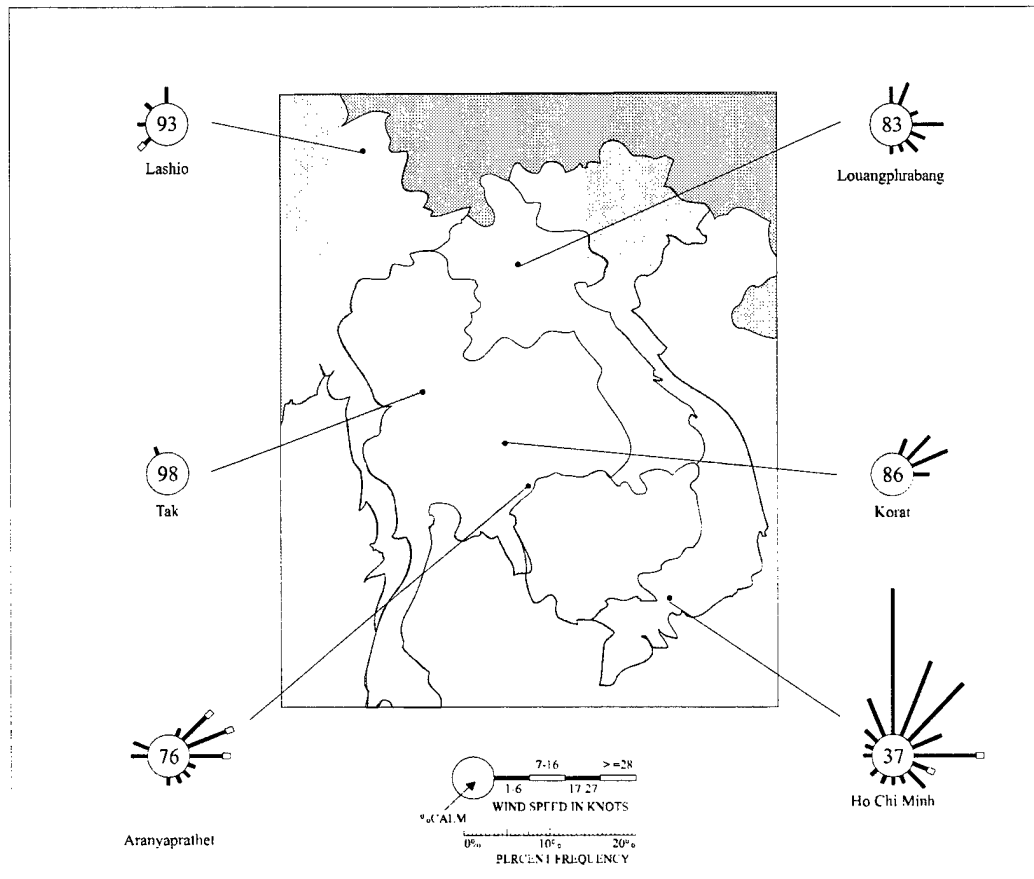 93
Lashio
83
Louangphrabang
98
Tak
86
Korat
76
Aranyaprathet
37
Ho Chi Minh
7-16 >=28
1-6 17-27
WIND SPEED IN KNOTS
%CALM
0% 10% 20%
PERCENT FREQUENCY